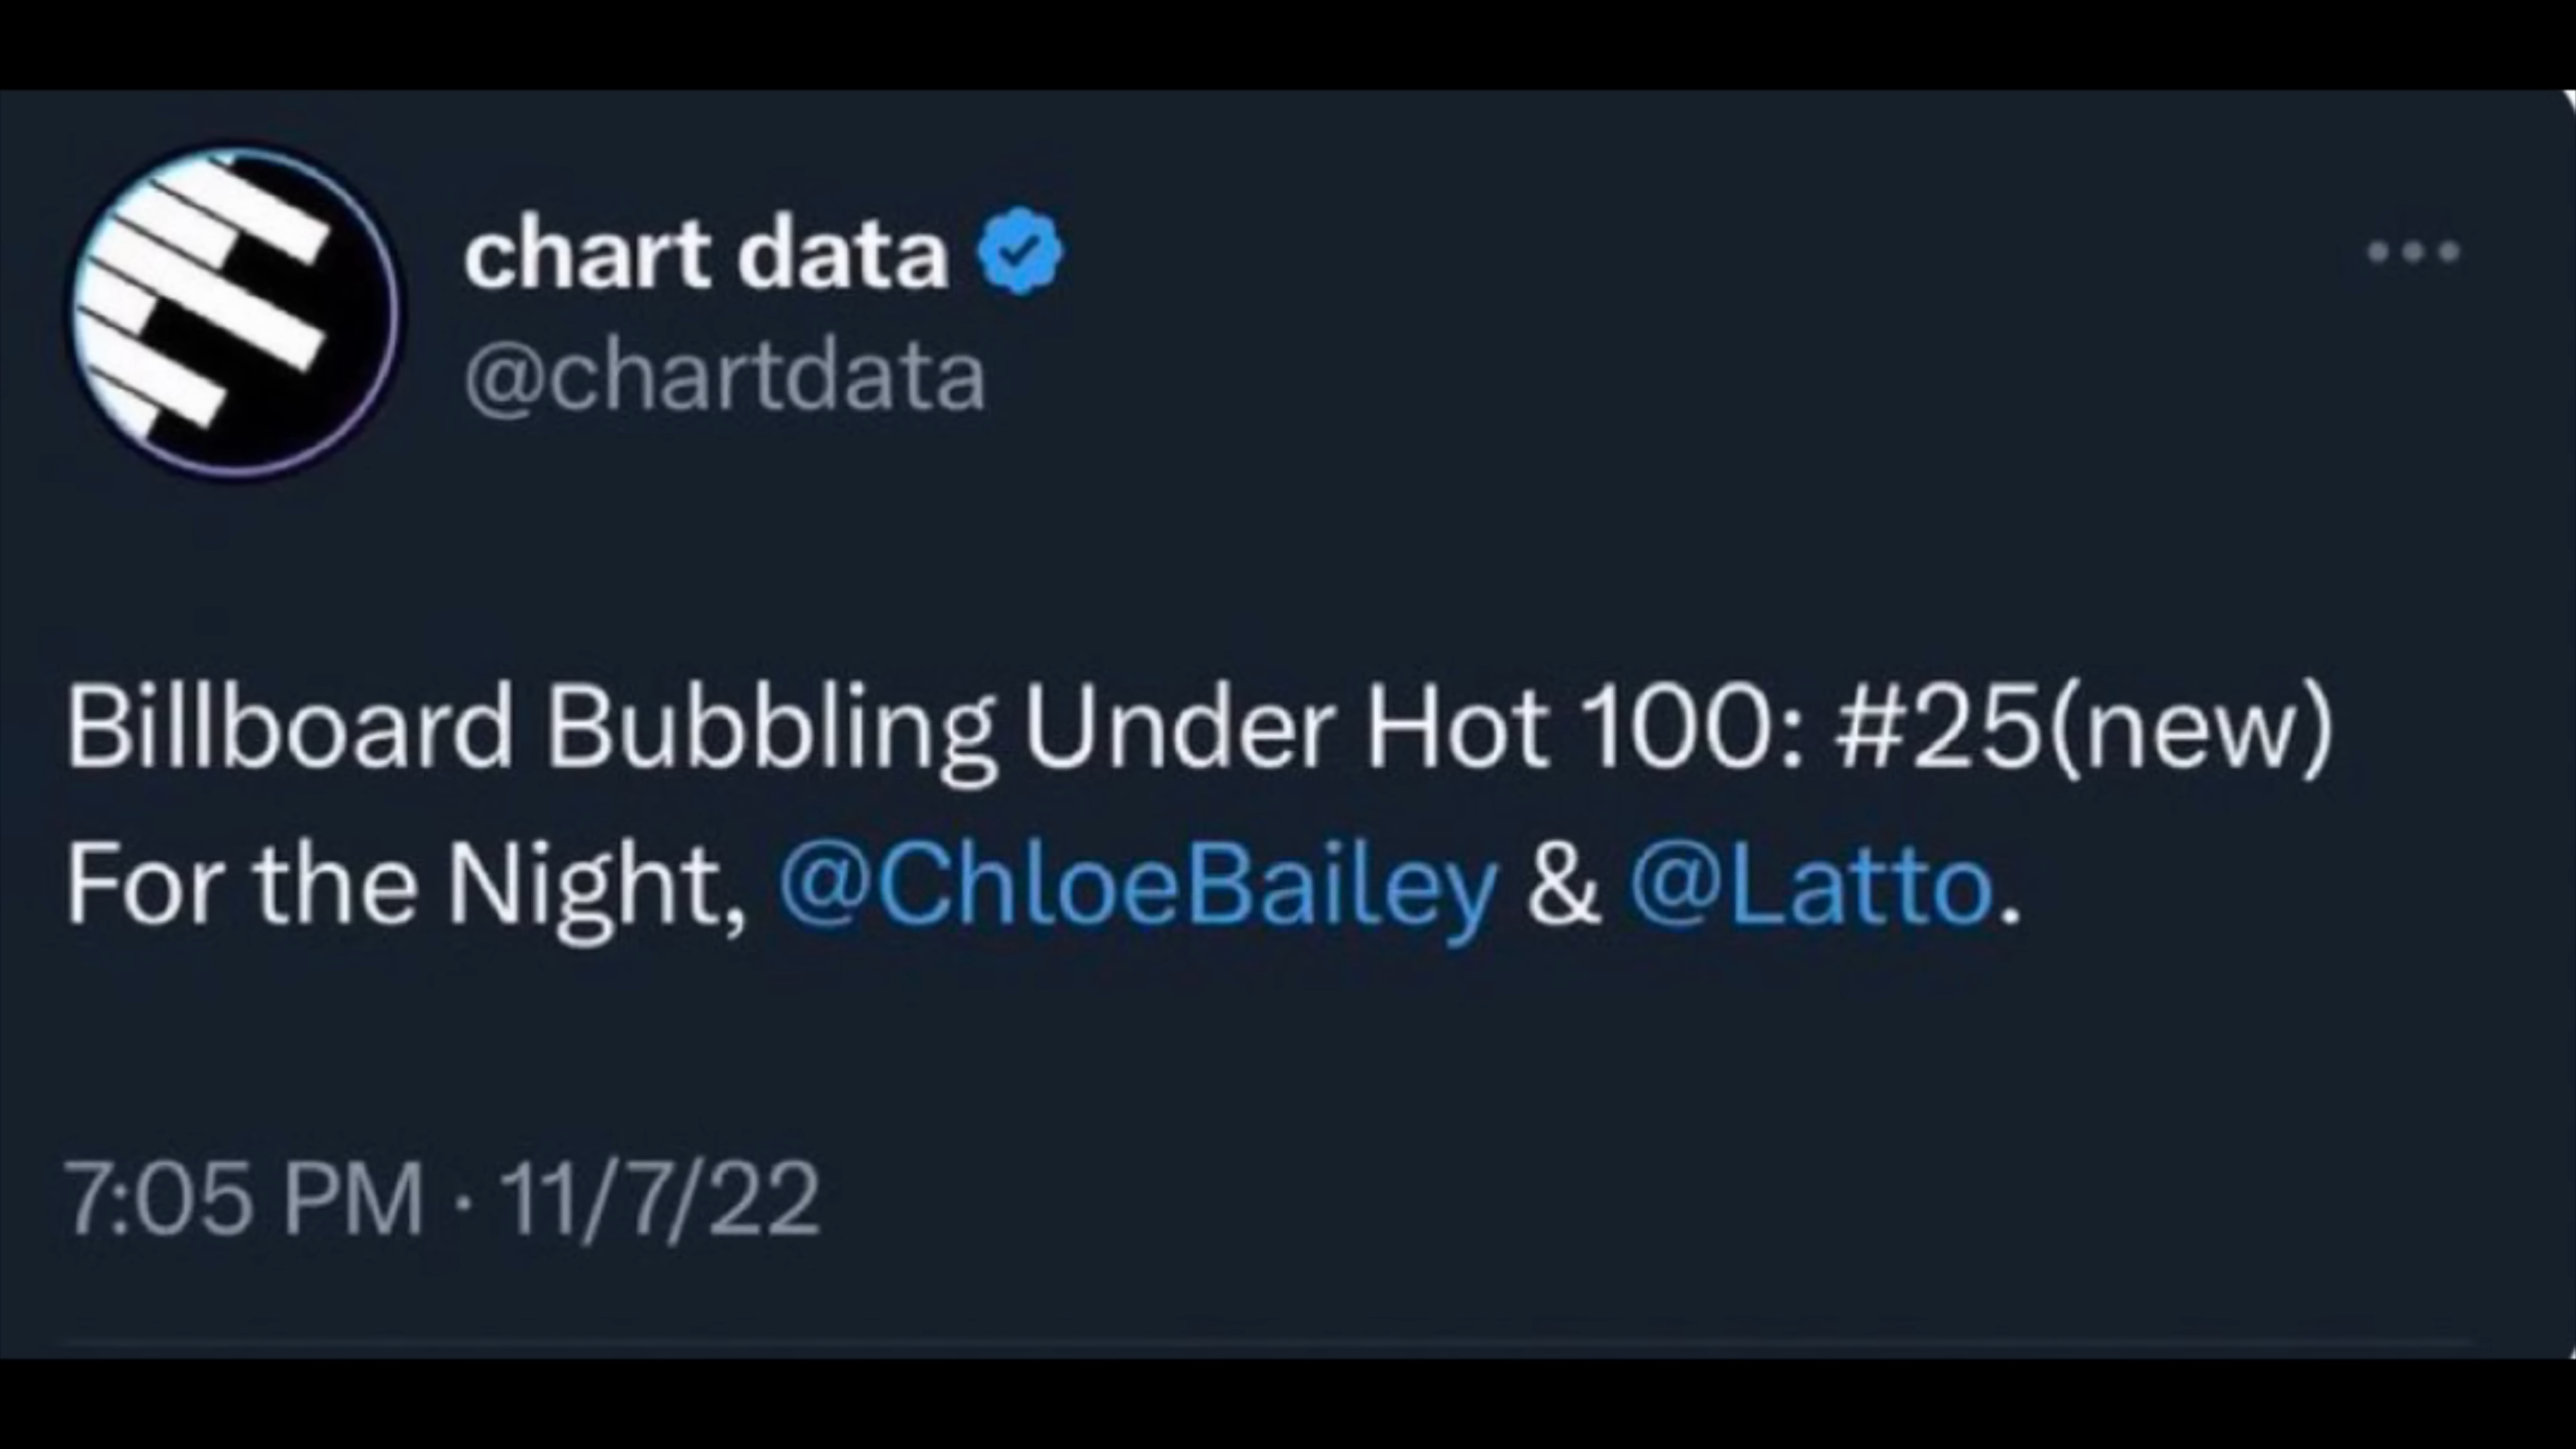 chart data
@chartdata
Billboard Bubbling Under Hot 100: #25(new)
For the Night, @ChloeBailey & @Latto.
7:05 PM · 11/7/22